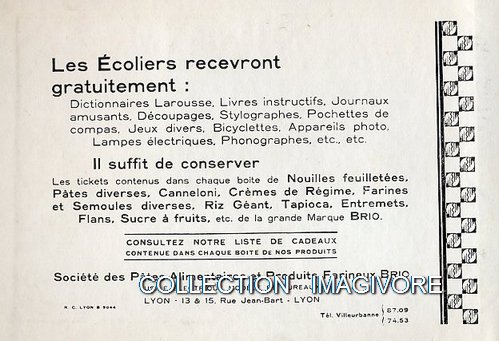 Les Écoliers recevront
gratuitement :
Dictionnaires Larousse, Livres instructifs, Journaux
amusants, Découpages, Stylographes, Pochettes de
compas, Jeux divers, Bicyclettes, Appareils photo,
Lampes électriques, Phonographes, etc., etc.
Il suffit de conserver
Les tickets contenus dans chaque boite de Nouilles feuilletées,
Pâtes diverses, Canneloni, Crèmes de Régime, Farines
et Semoules diverses, Riz Géant, Tapioca, Entremets,
Flans, Sucre à fruits, etc. de la grande Marque BRIO.
CONSULTEZ NOTRE LISTE DE CADEAUX
CONTENUE DANS CHAQUE BOITE DE NOS PRODUITS
Société des Pâtes Alimentaires et Produits Farineux BRIO
COLLECTION IMAGIVORE
LYON - 13 & 15, Rue Jean-Bart - LYON
R. C. LYON B 9044
Tél. Villeurbanne 87.09
74.53